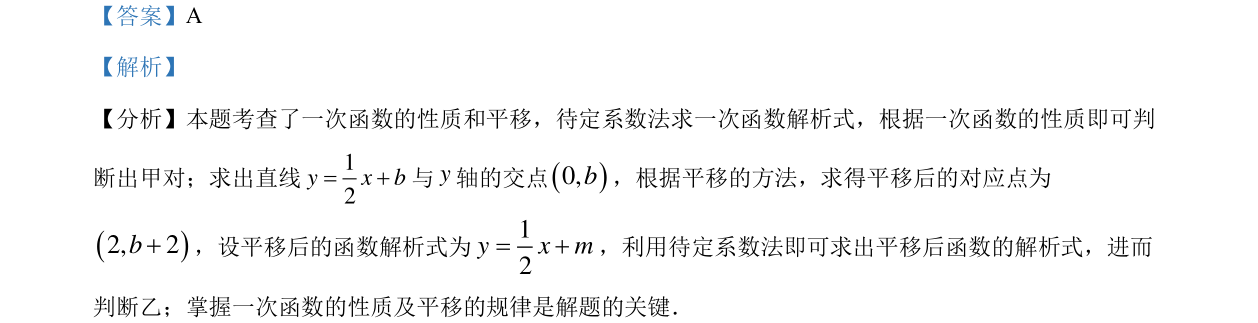 【答案】A
【解析】
【分析】本题考查了一次函数的性质和平移，待定系数法求一次函数解析式，根据一次函数的性质即可判
断出甲对；求出直线 y=1/2x+b 与 y 轴的交点(0,b)，根据平移的方法，求得平移后的对应点为
(2,b+2)，设平移后的函数解析式为 y=1/2x+m，利用待定系数法即可求出平移后函数的解析式，进而
判断乙；掌握一次函数的性质及平移的规律是解题的关键．